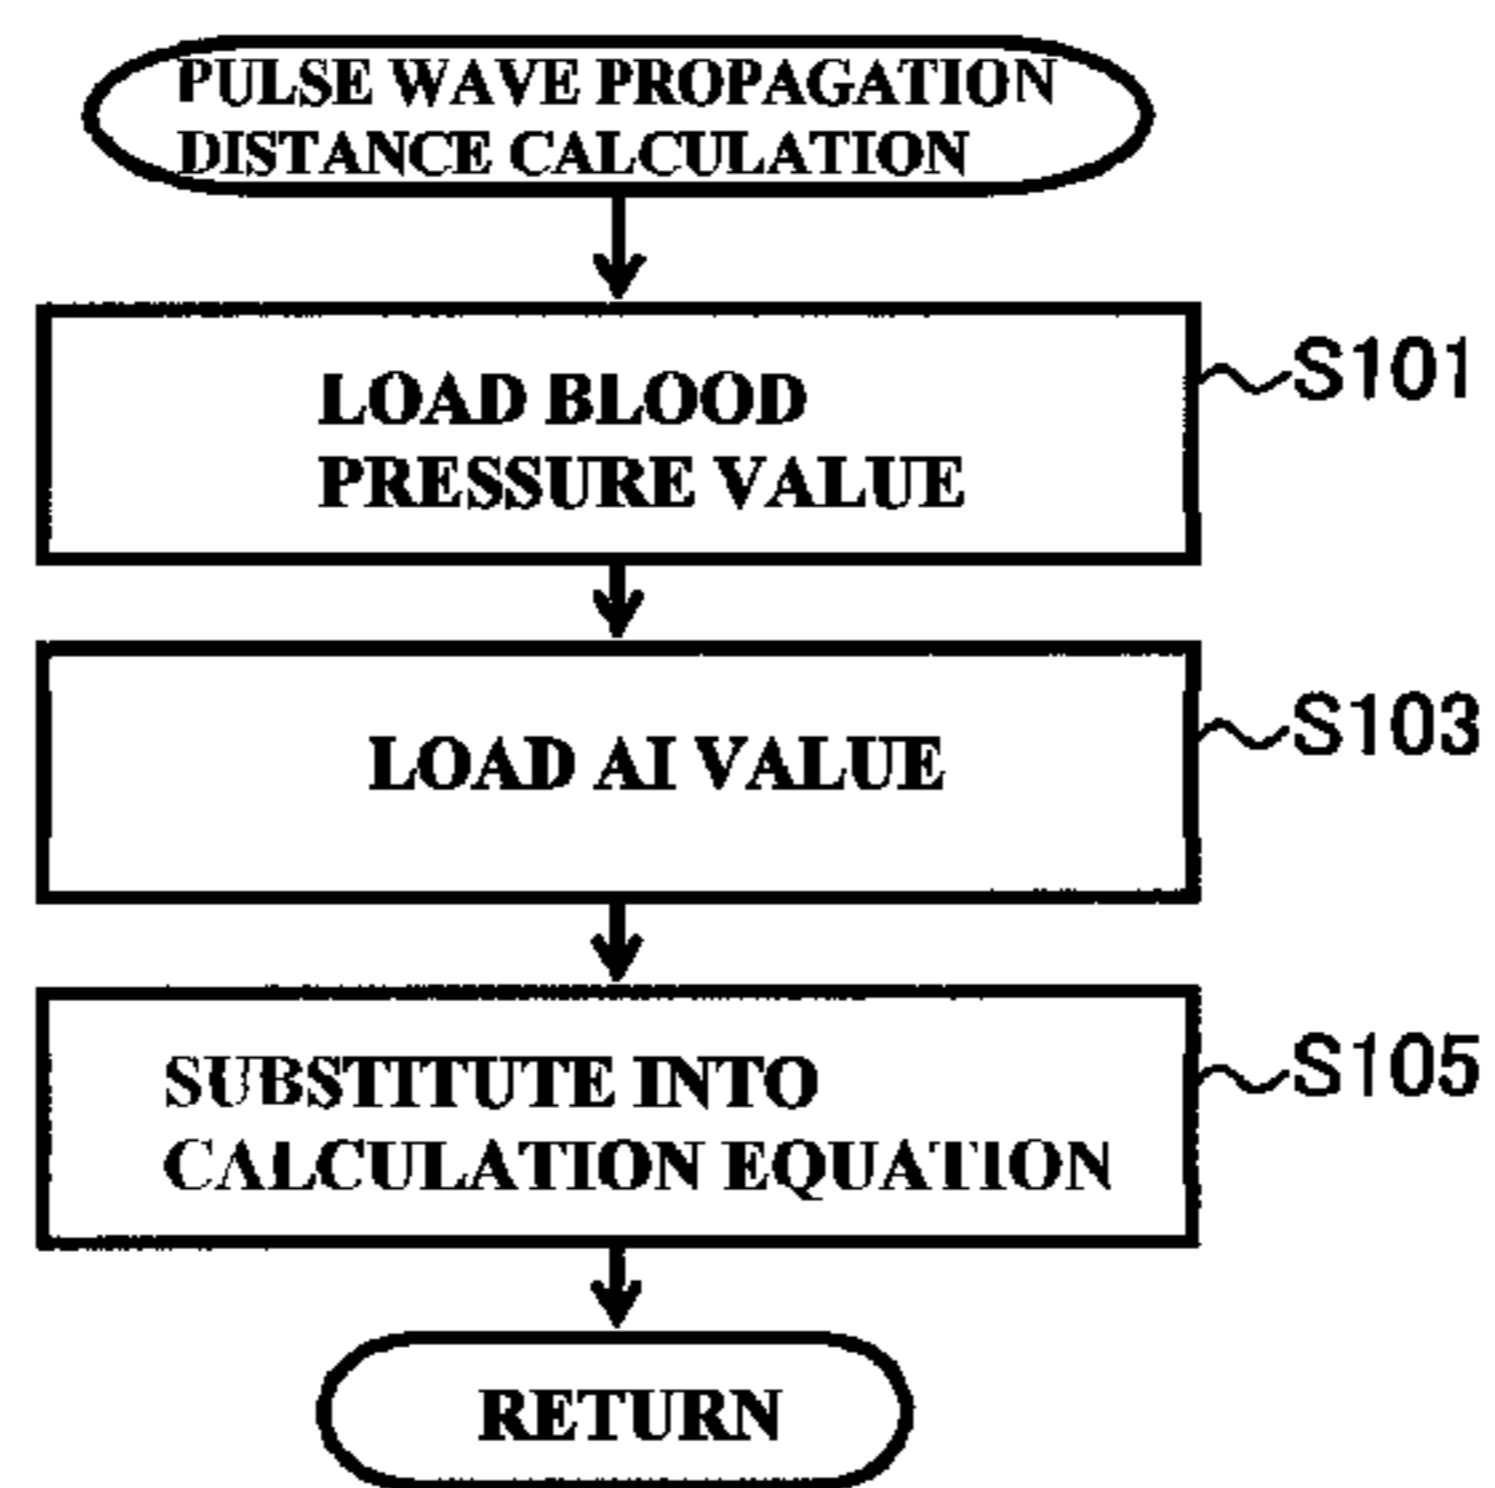 PULSE WAVE PROPAGATION
DISTANCE CALCULATION
LOAD BLOOD
PRESSURE VALUE
S101
LOAD AI VALUE
S103
SUBSTITUTE INTO
CALCULATION EQUATION
S105
RETURN